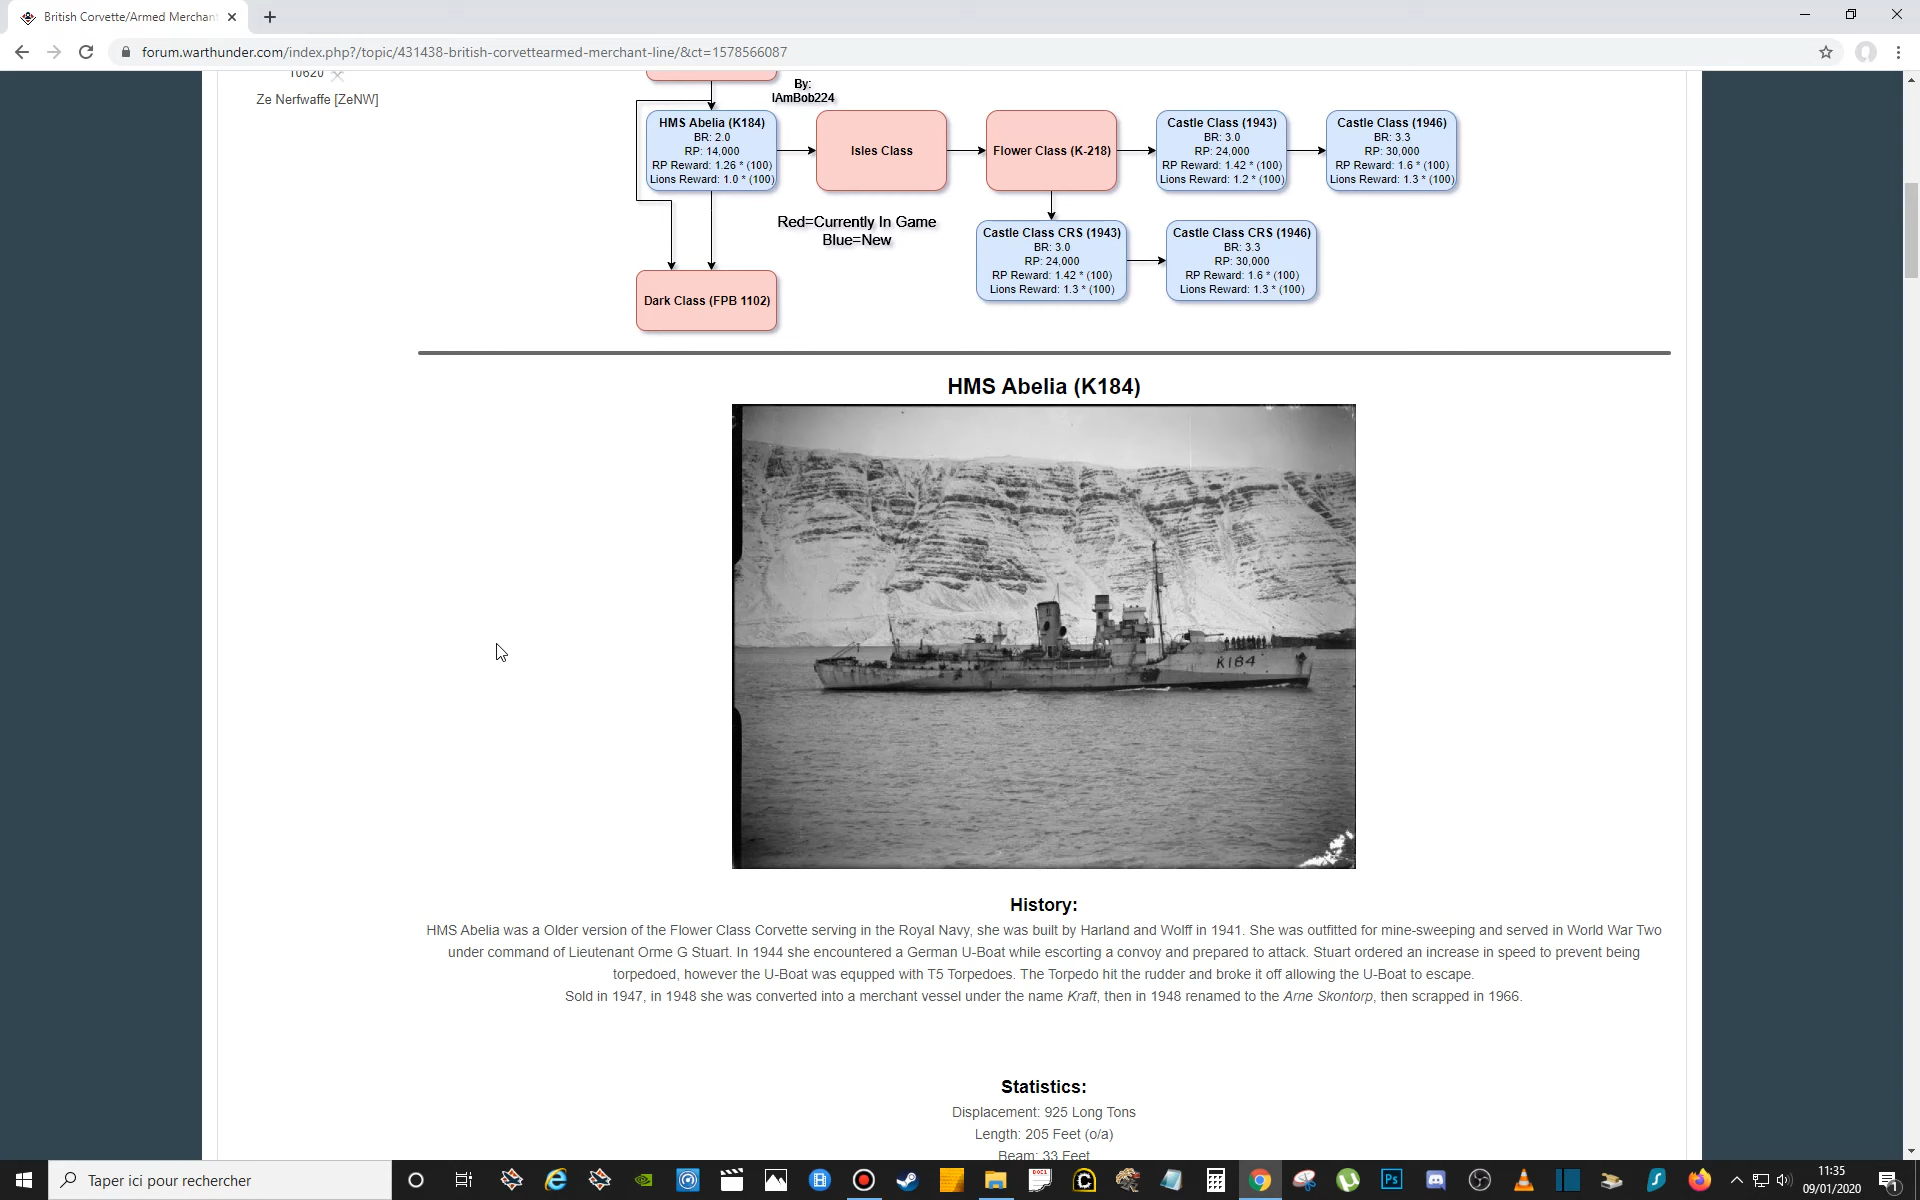 British Corvette/Armed Merchant
forum.warthunder.com/index.php?/topic/431438-british-corvettearmed-merchant-line/&ct=1578566087
10620
Ze Nerfwaffe [ZeNW]
By:
IAmBob224
HMS Abelia (K184)
BR: 2.0
RP: 14,000
RP Reward: 1.26 * (100)
Lions Reward: 1.0 * (100)
Isles Class
Flower Class (K-218)
Castle Class (1943)
BR: 3.0
RP: 24,000
RP Reward: 1.42 * (100)
Lions Reward: 1.2 * (100)
Castle Class (1946)
BR: 3.3
RP: 30,000
RP Reward: 1.6 * (100)
Lions Reward: 1.3 * (100)
Red=Currently In Game
Blue=New
Castle Class CRS (1943)
BR: 3.0
RP: 24,000
RP Reward: 1.42 * (100)
Lions Reward: 1.3 * (100)
Castle Class CRS (1946)
BR: 3.3
RP: 30,000
RP Reward: 1.6 * (100)
Lions Reward: 1.3 * (100)
Dark Class (FPB 1102)
HMS Abelia (K184)
K184
History:
HMS Abelia was a Older version of the Flower Class Corvette serving in the Royal Navy, she was built by Harland and Wolff in 1941. She was outfitted for mine-sweeping and served in World War Two
under command of Lieutenant Orme G Stuart. In 1944 she encountered a German U-Boat while escorting a convoy and prepared to attack. Stuart ordered an increase in speed to prevent being
torpedoed, however the U-Boat was equpped with T5 Torpedoes. The Torpedo hit the rudder and broke it off allowing the U-Boat to escape.
Sold in 1947, in 1948 she was converted into a merchant vessel under the name Kraft, then in 1948 renamed to the Arne Skontorp, then scrapped in 1966.
Statistics:
Displacement: 925 Long Tons
Length: 205 Feet (o/a)
Beam: 33 Feet
Taper ici pour rechercher
11:35
09/01/2020